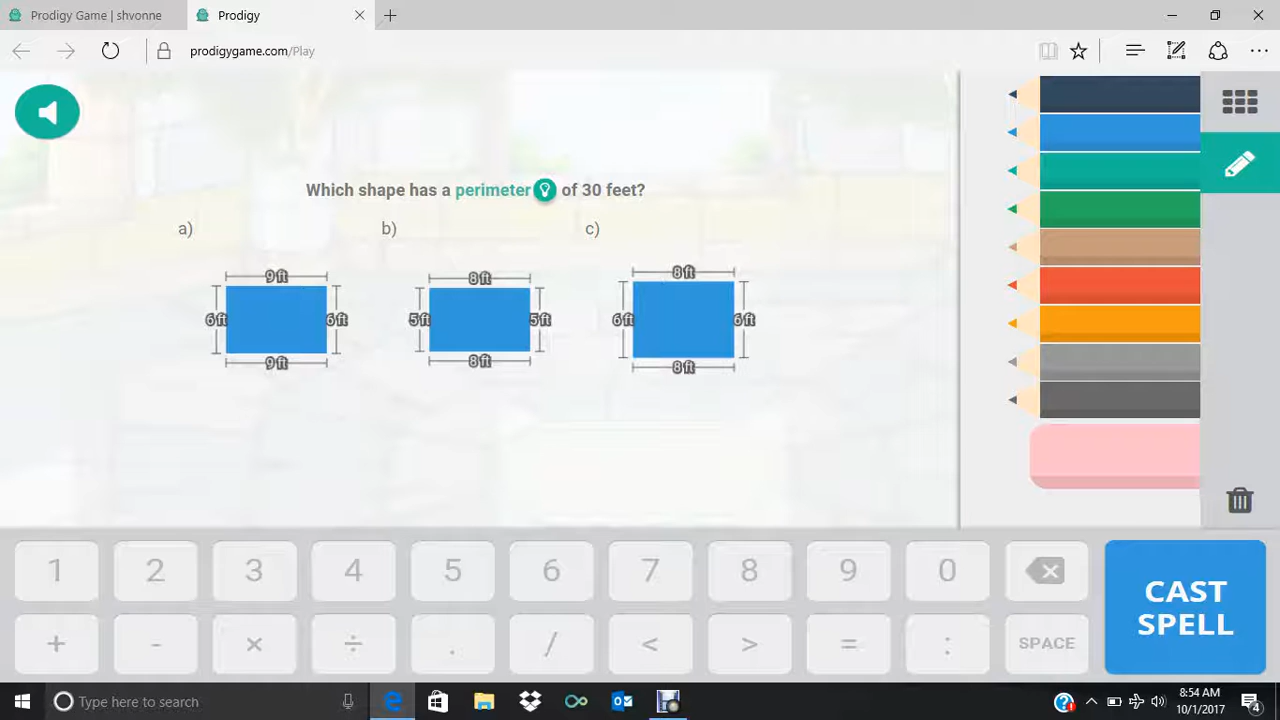 Prodigy Game | shvonne
Prodigy
prodigygame.com/Play
Which shape has a perimeter of 30 feet?
a) b) c)
9 ft
6 ft 6 ft
9 ft
8 ft
5 ft 5 ft
8 ft
8 ft
6 ft 6 ft
8 ft
1 2 3 4 5 6 7 8 9 0
+ - × ÷ . / < > = : SPACE
CAST
SPELL
Type here to search
8:54 AM
10/1/2017
4